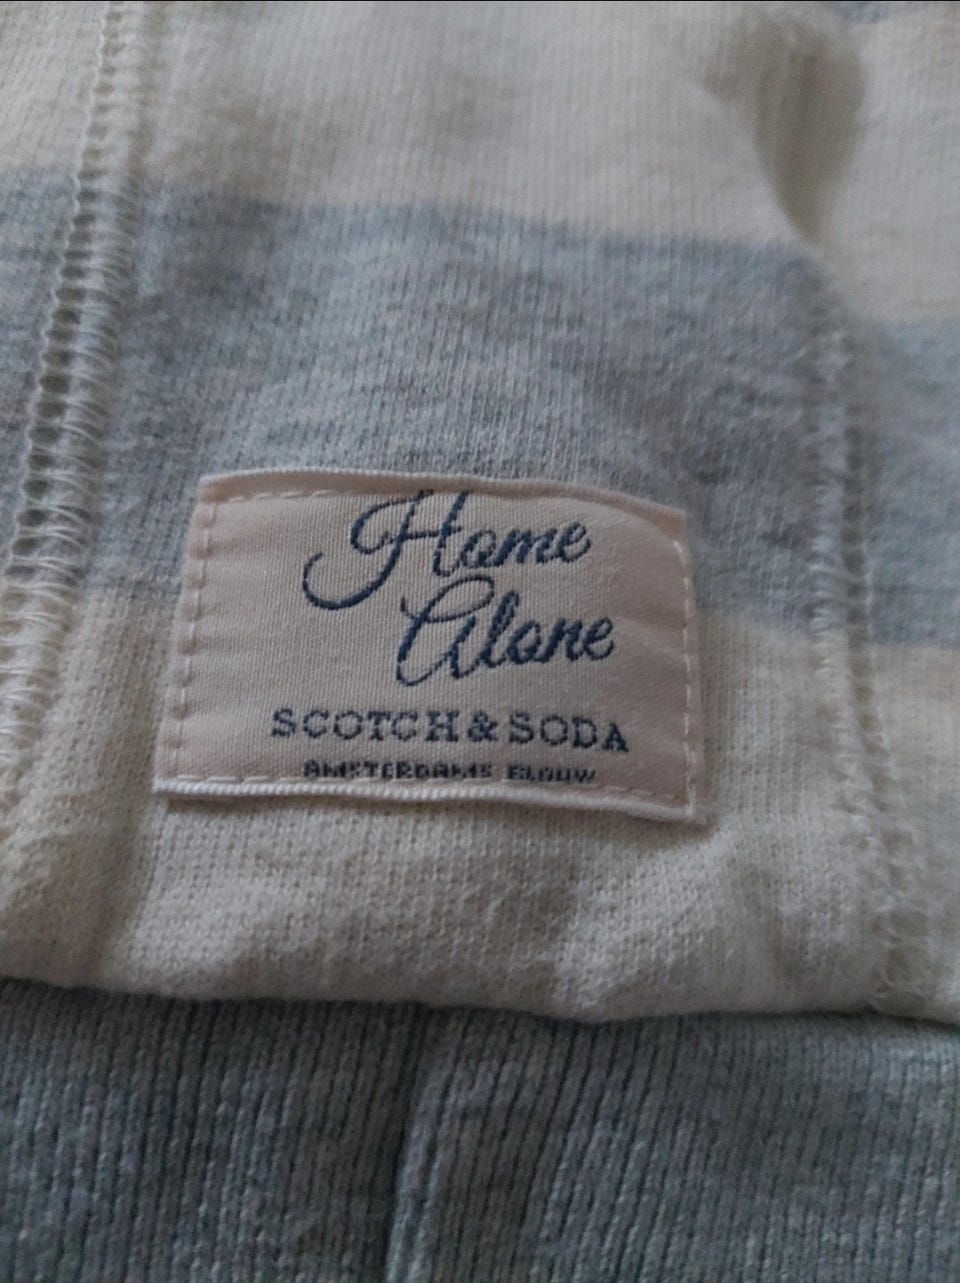 Home
Alone
SCOTCH & SODA
AMSTERDAMS BLAUW